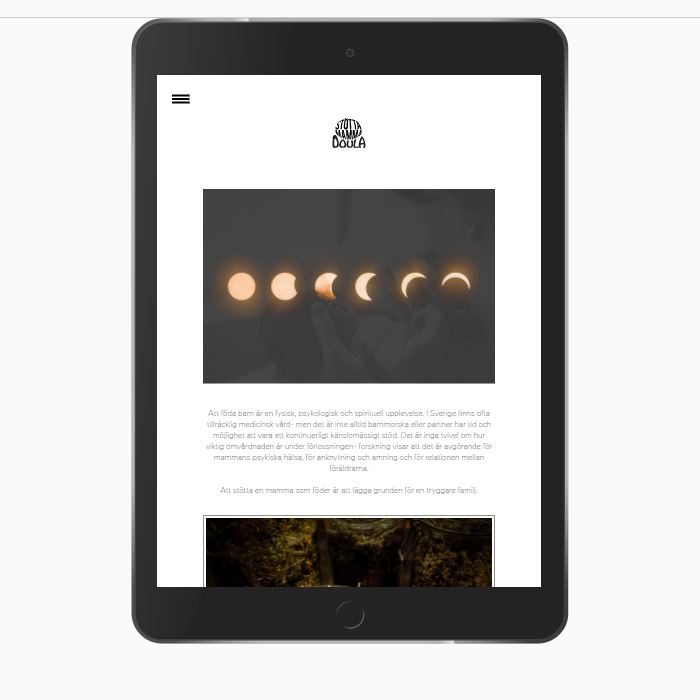 STÖTTA
MAMMA
DOULA
Att föda barn är en fysisk, psykologisk och spirituell upplevelse. I Sverige finns ofta
tillräcklig medicinsk vård- men det är inte alltid barnmorska eller partner har tid och
möjlighet att vara ett kontinuerligt känslomässigt stöd. Det är inga tvivel om hur
viktig omvårdnaden är under förlossningen- forskning visar att det är avgörande för
mammans psykiska hälsa, för anknytning och amning och för relationen mellan
föräldrarna.
Att stötta en mamma som föder är att lägga grunden för en tryggare familj.